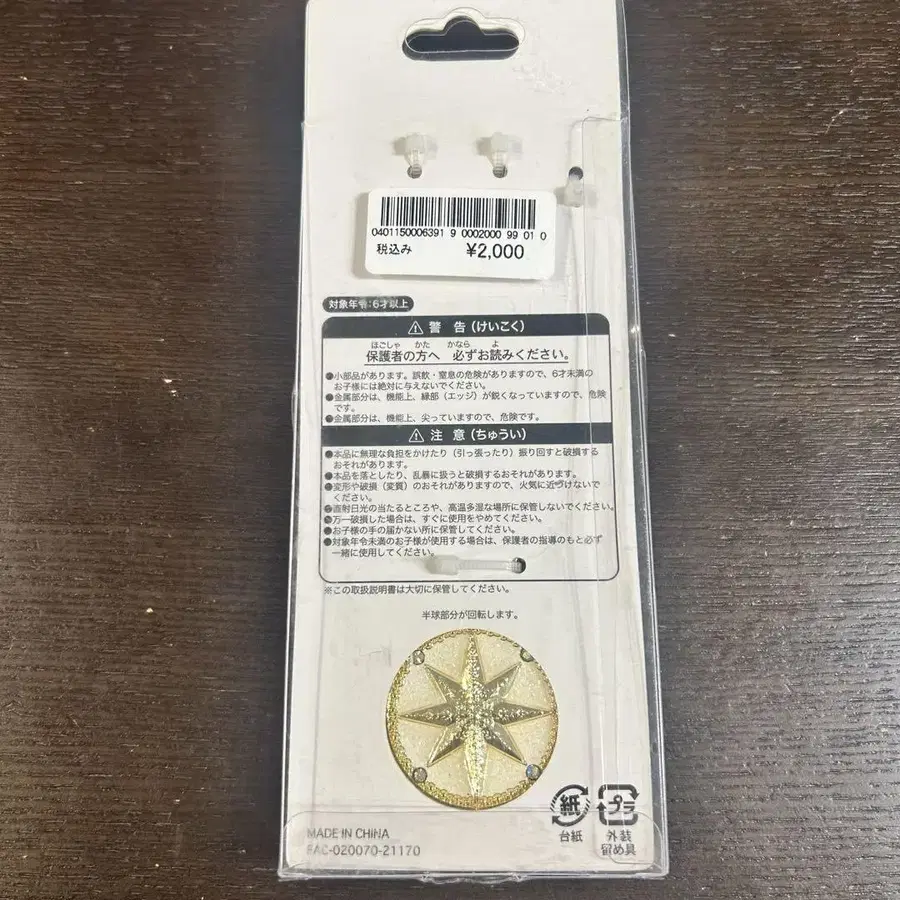 0401150006391 9 0002000 99 01 0
税込み ¥2,000
対象年令:6才以上
警 告(けいこく)
ほごしゃ かた かなら よ
保護者の方へ 必ずお読みください。
●小部品があります。誤飲・窒息の危険がありますので、6才未満の
お子様には絶対に与えないでください。
●金属部分は、機能上、縁部(エッジ)が鋭くなっていますので、危険
です。
●金属部分は、機能上、尖っていますので、危険です。
注 意(ちゅうい)
●本品に無理な負担をかけたり(引っ張ったり)振り回すと破損する
おそれがあります。
●本品を落としたり、乱暴に扱うと破損するおそれがあります。
●変形や破損(変質)のおそれがありますので、火気に近づけないで
ください。
●直射日光の当たるところや、高温多湿な場所に保管しないでください。
●万一破損した場合は、すぐに使用をやめてください。
●お子様の手の届かない所に保管してください。
●対象年令未満のお子様が使用する場合は、保護者の指導のもと必ず
一緒に使用してください。
※この取扱説明書は大切に保管してください。
半球部分が回転します。
紙 プラ
台紙 外装
留め具
MADE IN CHINA
FAC-020070-21170